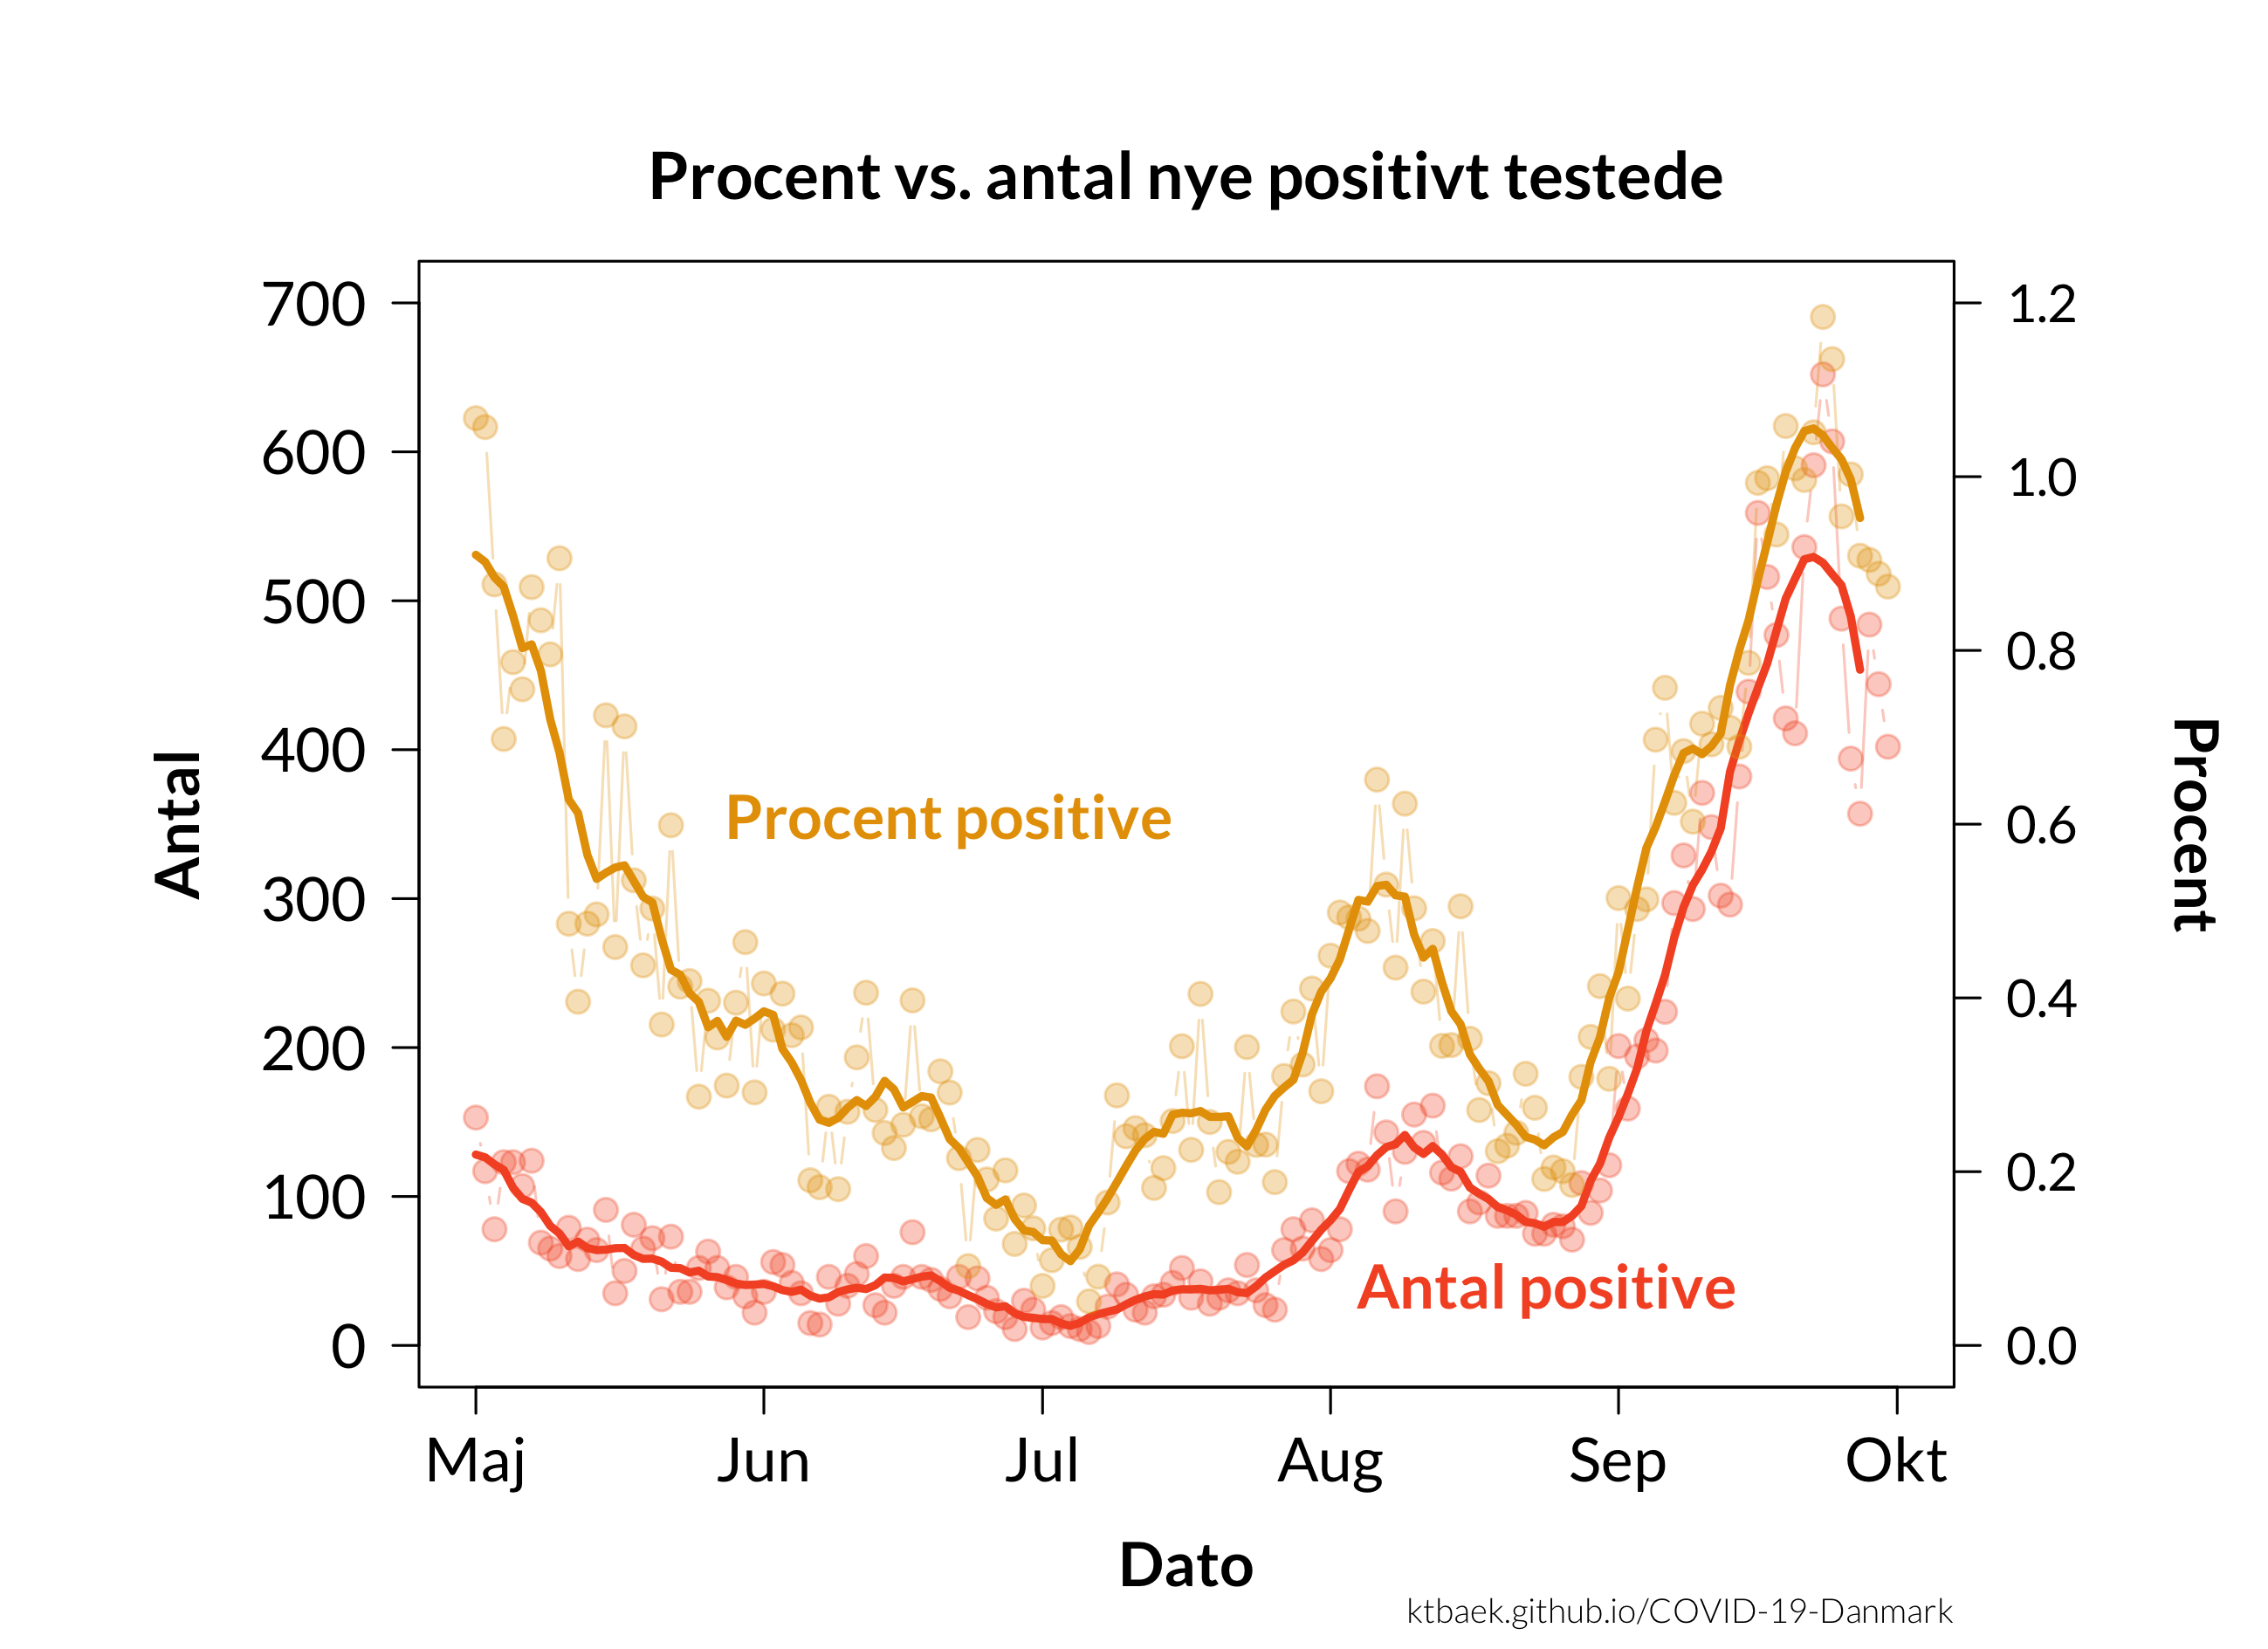 Procent vs. antal nye positivt testede
700
600
500
400
300
200
100
0
Antal
1.2
1.0
0.8
0.6
0.4
0.2
0.0
Procent
Procent positive
Antal positive
Maj Jun Jul Aug Sep Okt
Dato
ktbaek.github.io/COVID-19-Danmark